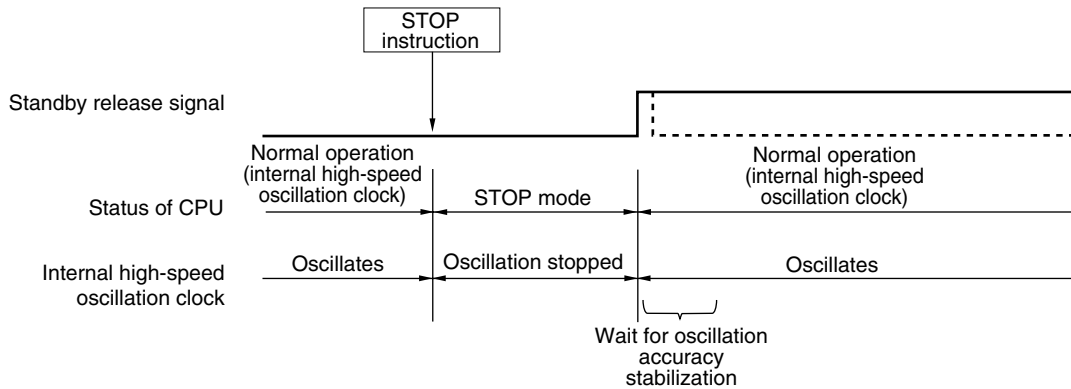 STOP
instruction
Standby release signal
Normal operation
(internal high-speed
oscillation clock)
Normal operation
(internal high-speed
oscillation clock)
Status of CPU
STOP mode
Internal high-speed
oscillation clock
Oscillates
Oscillation stopped
Oscillates
Wait for oscillation
accuracy
stabilization